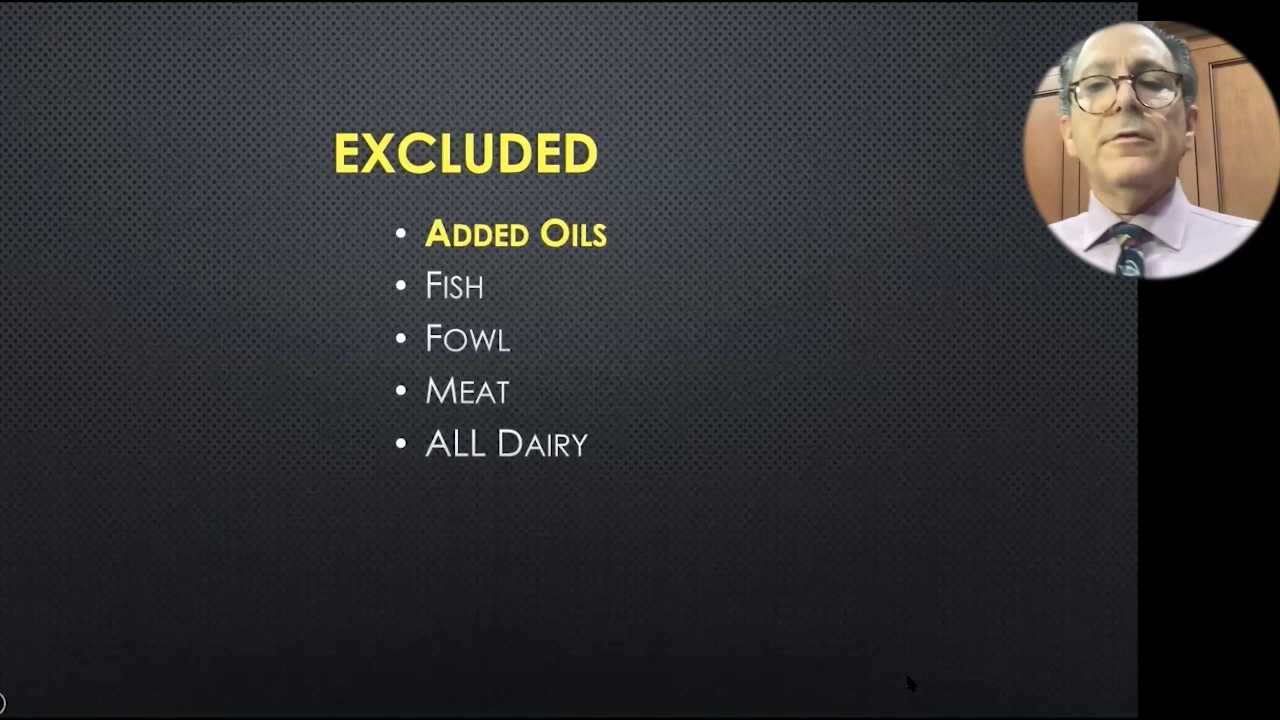 EXCLUDED
• ADDED OILS
• FISH
• FOWL
• MEAT
• ALL DAIRY